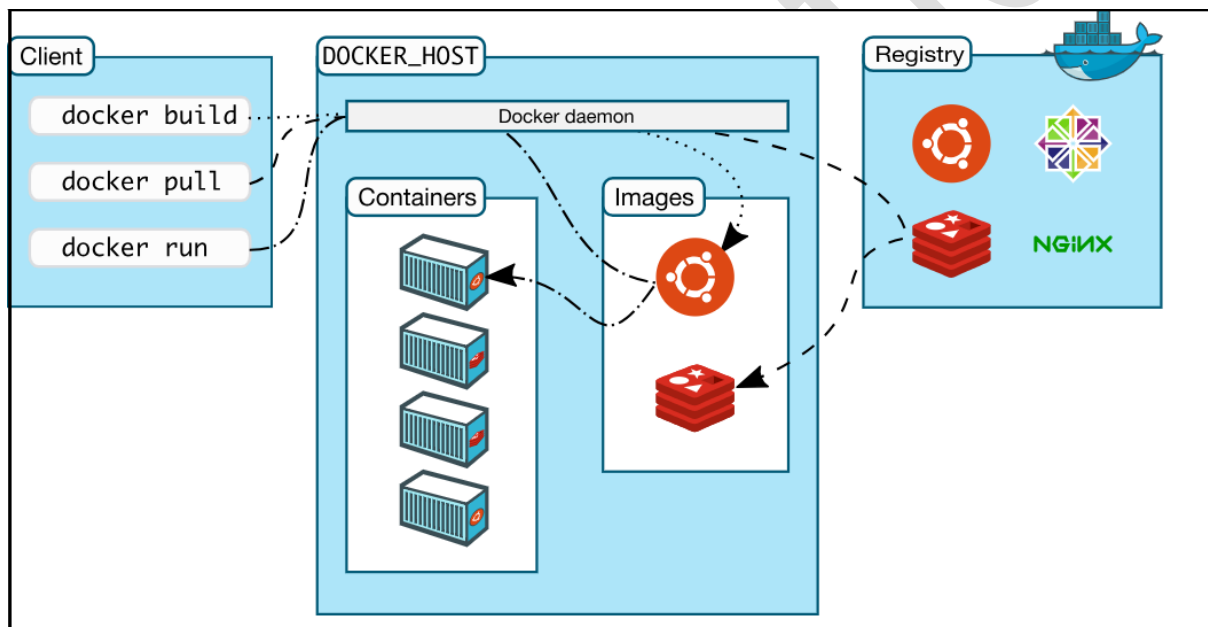 Client
docker build
docker pull
docker run
DOCKER_HOST
Docker daemon
Containers
Images
Registry
NGINX